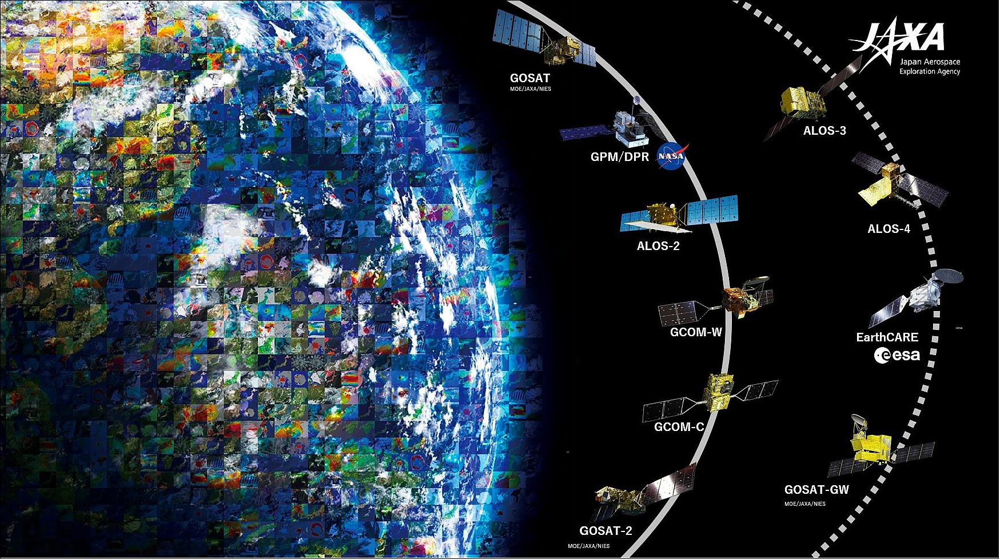 JAXA
Japan Aerospace
Exploration Agency
GOSAT
MOE/JAXA/NIES
GPM/DPR
NASA
ALOS-2
GCOM-W
GCOM-C
GOSAT-2
MOE/JAXA/NIES
ALOS-3
ALOS-4
EarthCARE
esa
©ESA
GOSAT-GW
MOE/JAXA/NIES